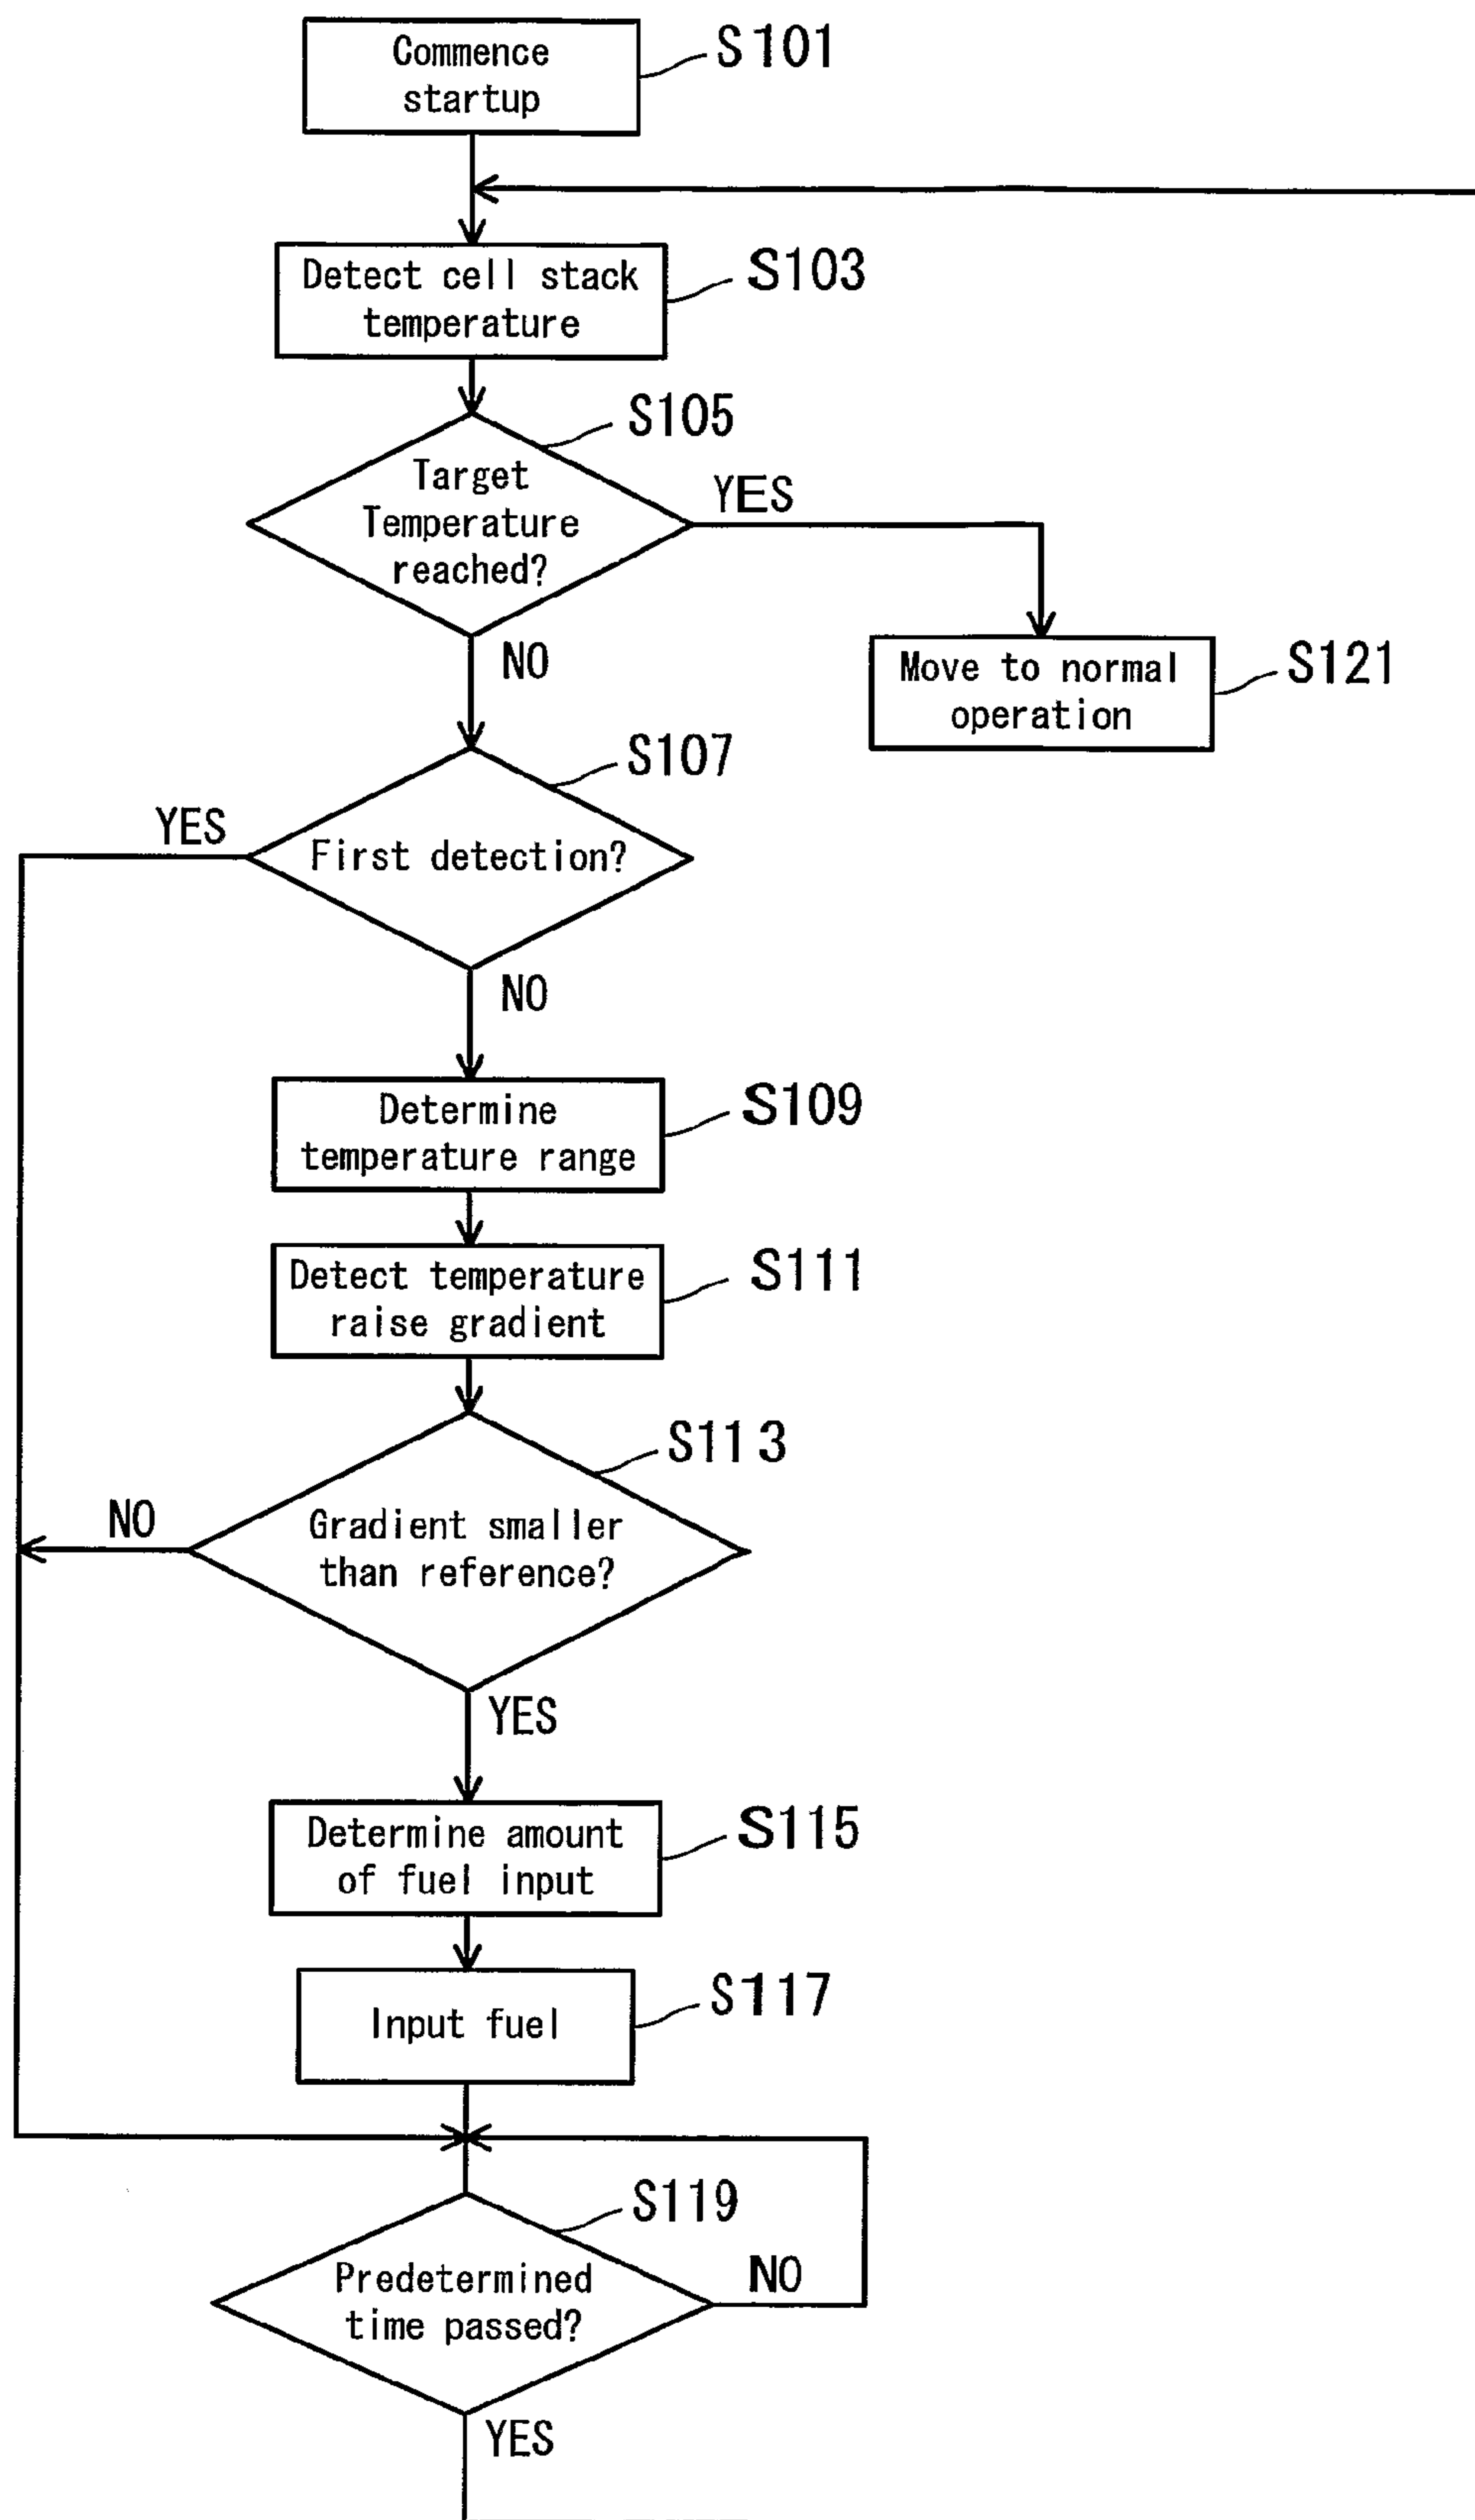 Commence
startup
S101
Detect cell stack
temperature
S103
S105
Target
Temperature
reached?
YES
NO
Move to normal
operation
S121
S107
YES
First detection?
NO
Determine
temperature range
S109
Detect temperature
raise gradient
S111
S113
NO
Gradient smaller
than reference?
YES
Determine amount
of fuel input
S115
Input fuel
S117
S119
Predetermined
time passed?
NO
YES